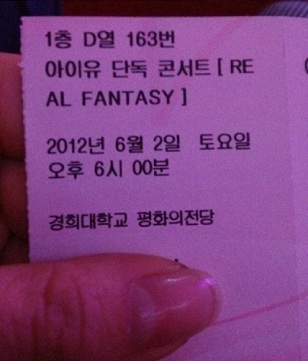 1층 D열 163번
아이유 단독 콘서트 [ RE
AL FANTASY ]
2012년 6월 2일 토요일
오후 6시 00분
경희대학교 평화의전당